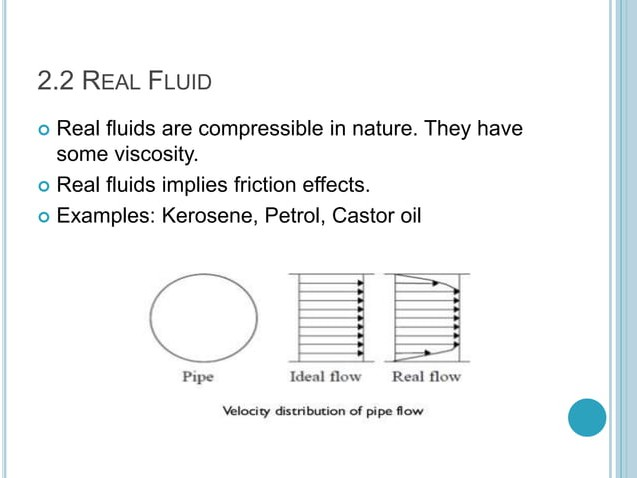 2.2 REAL FLUID
Real fluids are compressible in nature. They have
some viscosity.
Real fluids implies friction effects.
Examples: Kerosene, Petrol, Castor oil
Pipe Ideal flow Real flow
Velocity distribution of pipe flow